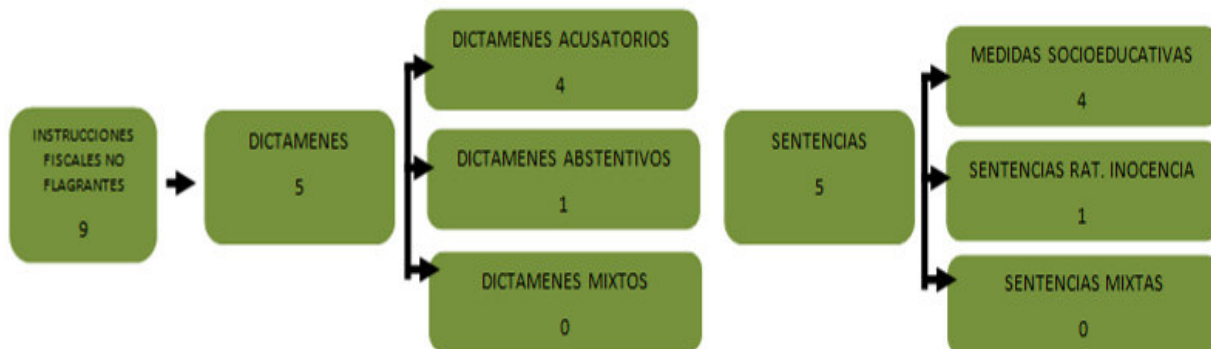 INSTRUCCIONES
FISCALES NO
FLAGRANTES
9
DICTAMENES
5
DICTAMENES ACUSATORIOS
4
DICTAMENES ABSTENTIVOS
1
DICTAMENES MIXTOS
0
SENTENCIAS
5
MEDIDAS SOCIOEDUCATIVAS
4
SENTENCIAS RAT. INOCENCIA
1
SENTENCIAS MIXTAS
0